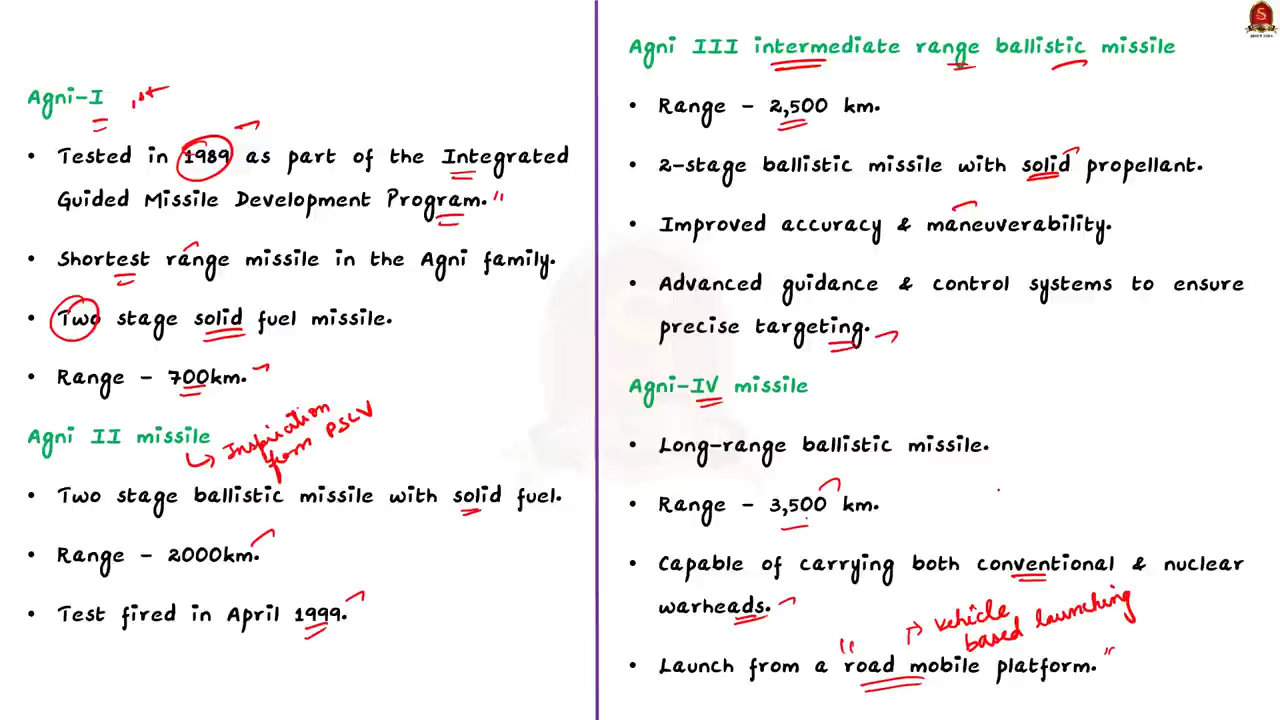 Agni-I 1st
• Tested in 1989 as part of the Integrated
Guided Missile Development Program."
• Shortest range missile in the Agni family.
• Two stage solid fuel missile.
• Range - 700km.
Agni II missile
↳ Inspiration
from PSLV
• Two stage ballistic missile with solid fuel.
• Range - 2000km.
• Test fired in April 1999.
Agni III intermediate range ballistic missile
• Range - 2,500 km.
• 2-stage ballistic missile with solid propellant.
• Improved accuracy & maneuverability.
• Advanced guidance & control systems to ensure
precise targeting.
Agni-IV missile
• Long-range ballistic missile.
• Range - 3,500 km.
• Capable of carrying both conventional & nuclear
warheads.
→ vehicle
based launching
• Launch from a "road mobile platform."
S